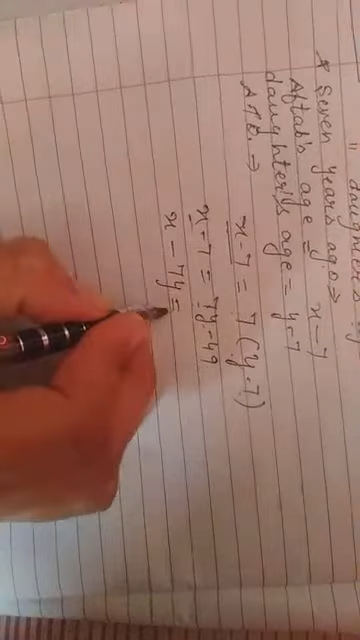 " daughter's
* Seven years ago ⇒
Aftab's age = x - 7
daughter's age = y-7
A.T.Q. ⇒
x-7 = 7(y-7)
x-7 = 7y-49
x - 7y =